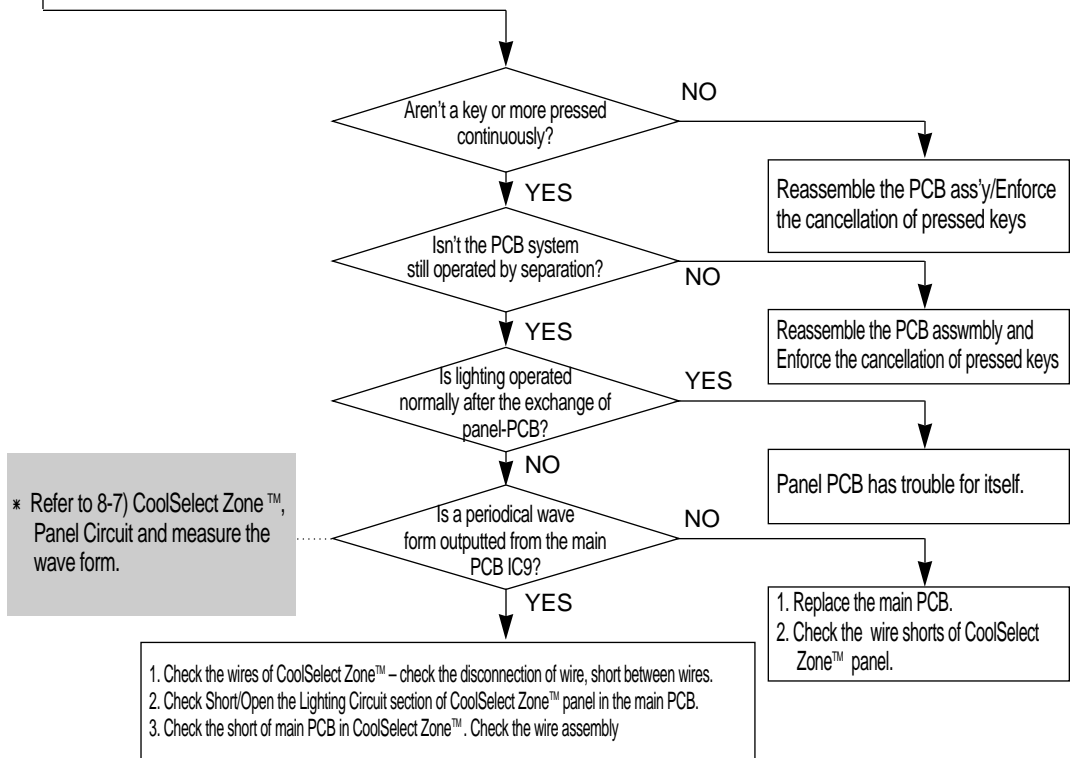 Aren't a key or more pressed
continuously?
NO
Reassemble the PCB ass'y/Enforce
the cancellation of pressed keys
YES
Isn't the PCB system
still operated by separation?
NO
Reassemble the PCB asswmbly and
Enforce the cancellation of pressed keys
YES
Is lighting operated
normally after the exchange of
panel-PCB?
YES
Panel PCB has trouble for itself.
NO
* Refer to 8-7) CoolSelect Zone ™,
Panel Circuit and measure the
wave form.
Is a periodical wave
form outputted from the main
PCB IC9?
NO
1. Replace the main PCB.
2. Check the wire shorts of CoolSelect
Zone™ panel.
YES
1. Check the wires of CoolSelect Zone™ – check the disconnection of wire, short between wires.
2. Check Short/Open the Lighting Circuit section of CoolSelect Zone™ panel in the main PCB.
3. Check the short of main PCB in CoolSelect Zone™. Check the wire assembly